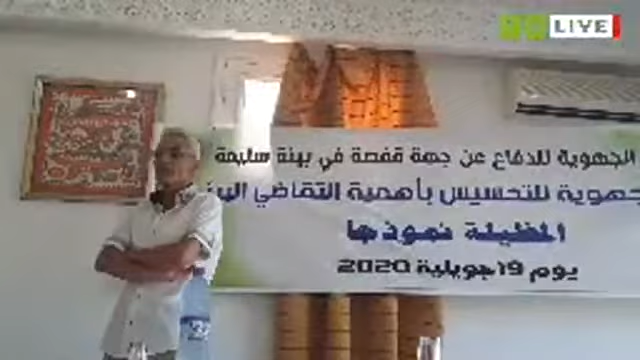 LIVE
الجهوية للدفاع عن جهة قفصة في بيئة سليمة
جهوية للتحسيس بأهمية التقاضي البي
المظيلة نموذجا
يوم 19 جويلية 2020